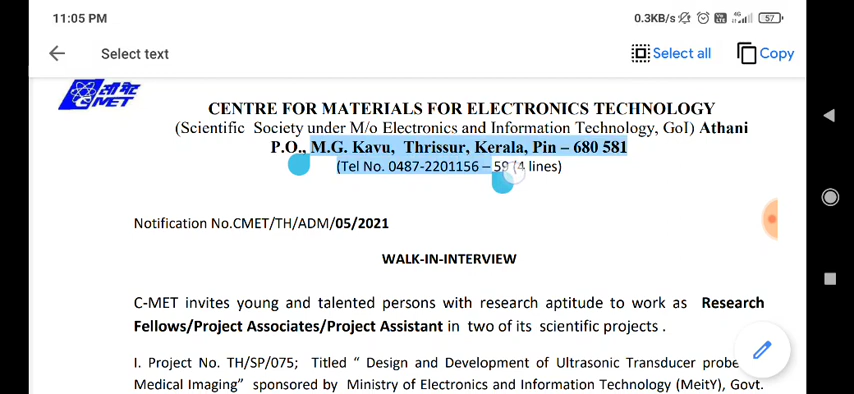 11:05 PM
0.3KB/s
4G
57
Select text
Select all
Copy
सी मेट
C-MET
CENTRE FOR MATERIALS FOR ELECTRONICS TECHNOLOGY
(Scientific Society under M/o Electronics and Information Technology, GoI) Athani
P.O., M.G. Kavu, Thrissur, Kerala, Pin – 680 581
(Tel No. 0487-2201156 – 59 (4 lines)
Notification No.CMET/TH/ADM/05/2021
WALK-IN-INTERVIEW
C-MET invites young and talented persons with research aptitude to work as Research
Fellows/Project Associates/Project Assistant in two of its scientific projects .
I. Project No. TH/SP/075; Titled “ Design and Development of Ultrasonic Transducer probe
Medical Imaging” sponsored by Ministry of Electronics and Information Technology (MeitY), Govt.